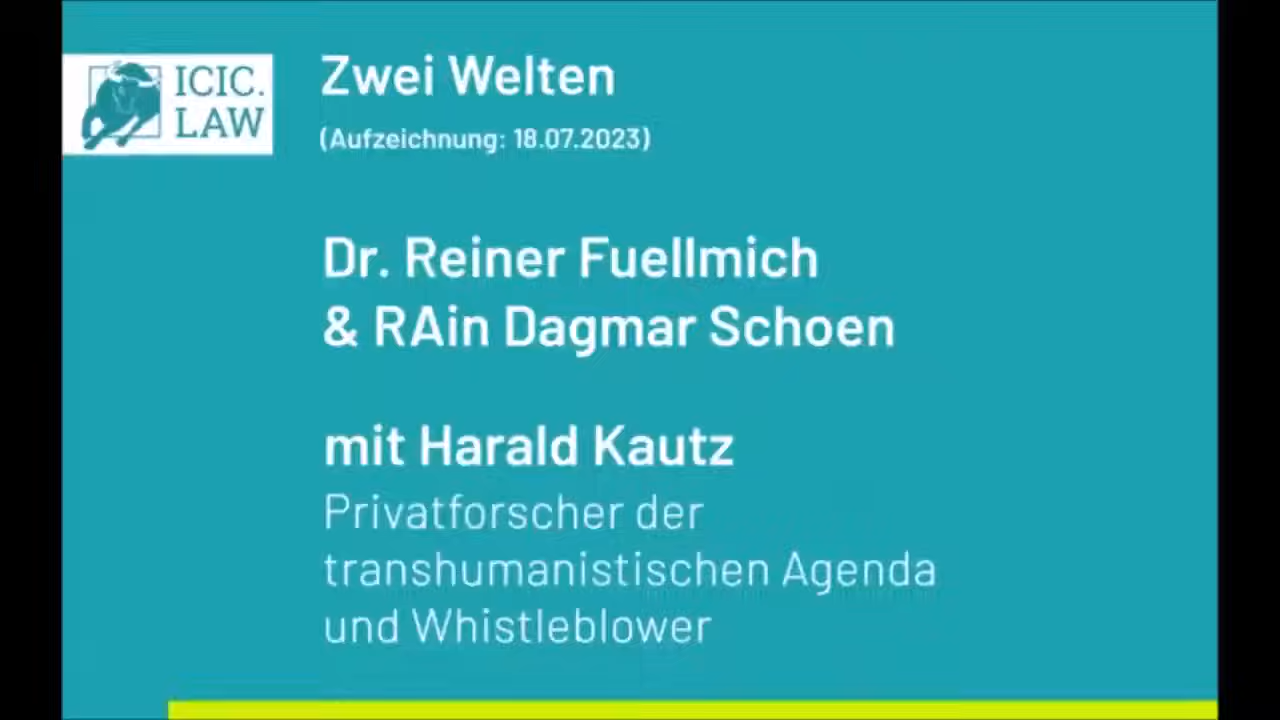 ICIC.
LAW
Zwei Welten
(Aufzeichnung: 18.07.2023)
Dr. Reiner Fuellmich
& RAin Dagmar Schoen
mit Harald Kautz
Privatforscher der
transhumanistischen Agenda
und Whistleblower